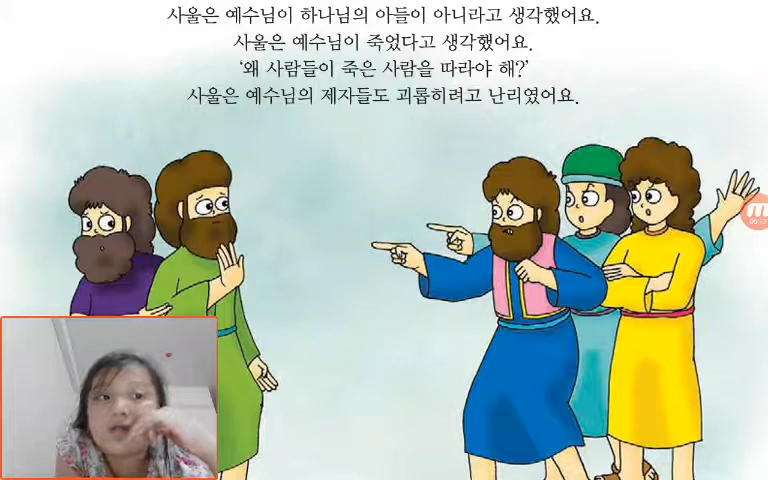 사울은 예수님이 하나님의 아들이 아니라고 생각했어요.
사울은 예수님이 죽었다고 생각했어요.
‘왜 사람들이 죽은 사람을 따라야 해?’
사울은 예수님의 제자들도 괴롭히려고 난리였어요.